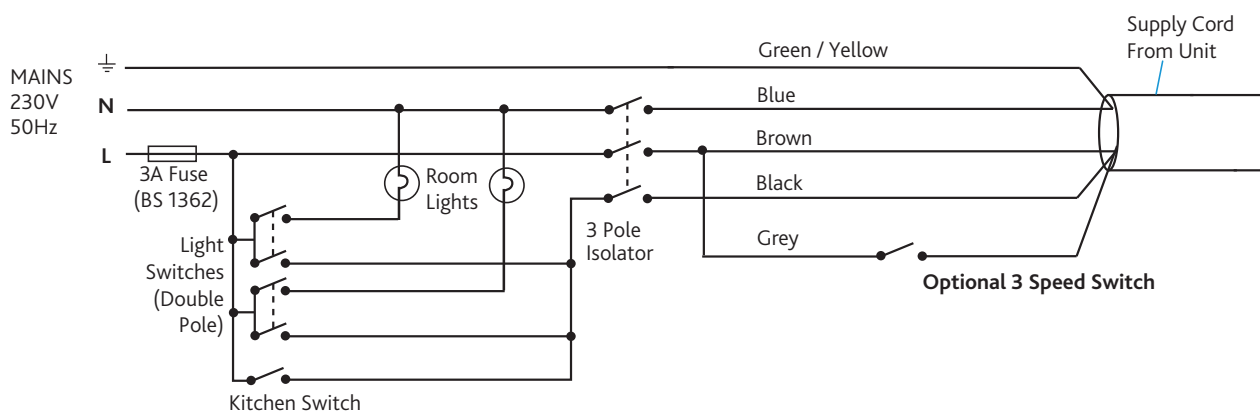 Supply Cord
From Unit
Green / Yellow
MAINS
230V
50Hz
N
Blue
L
Brown
3A Fuse
(BS 1362)
Room
Lights
Black
3 Pole
Isolator
Grey
Light
Switches
(Double
Pole)
Optional 3 Speed Switch
Kitchen Switch